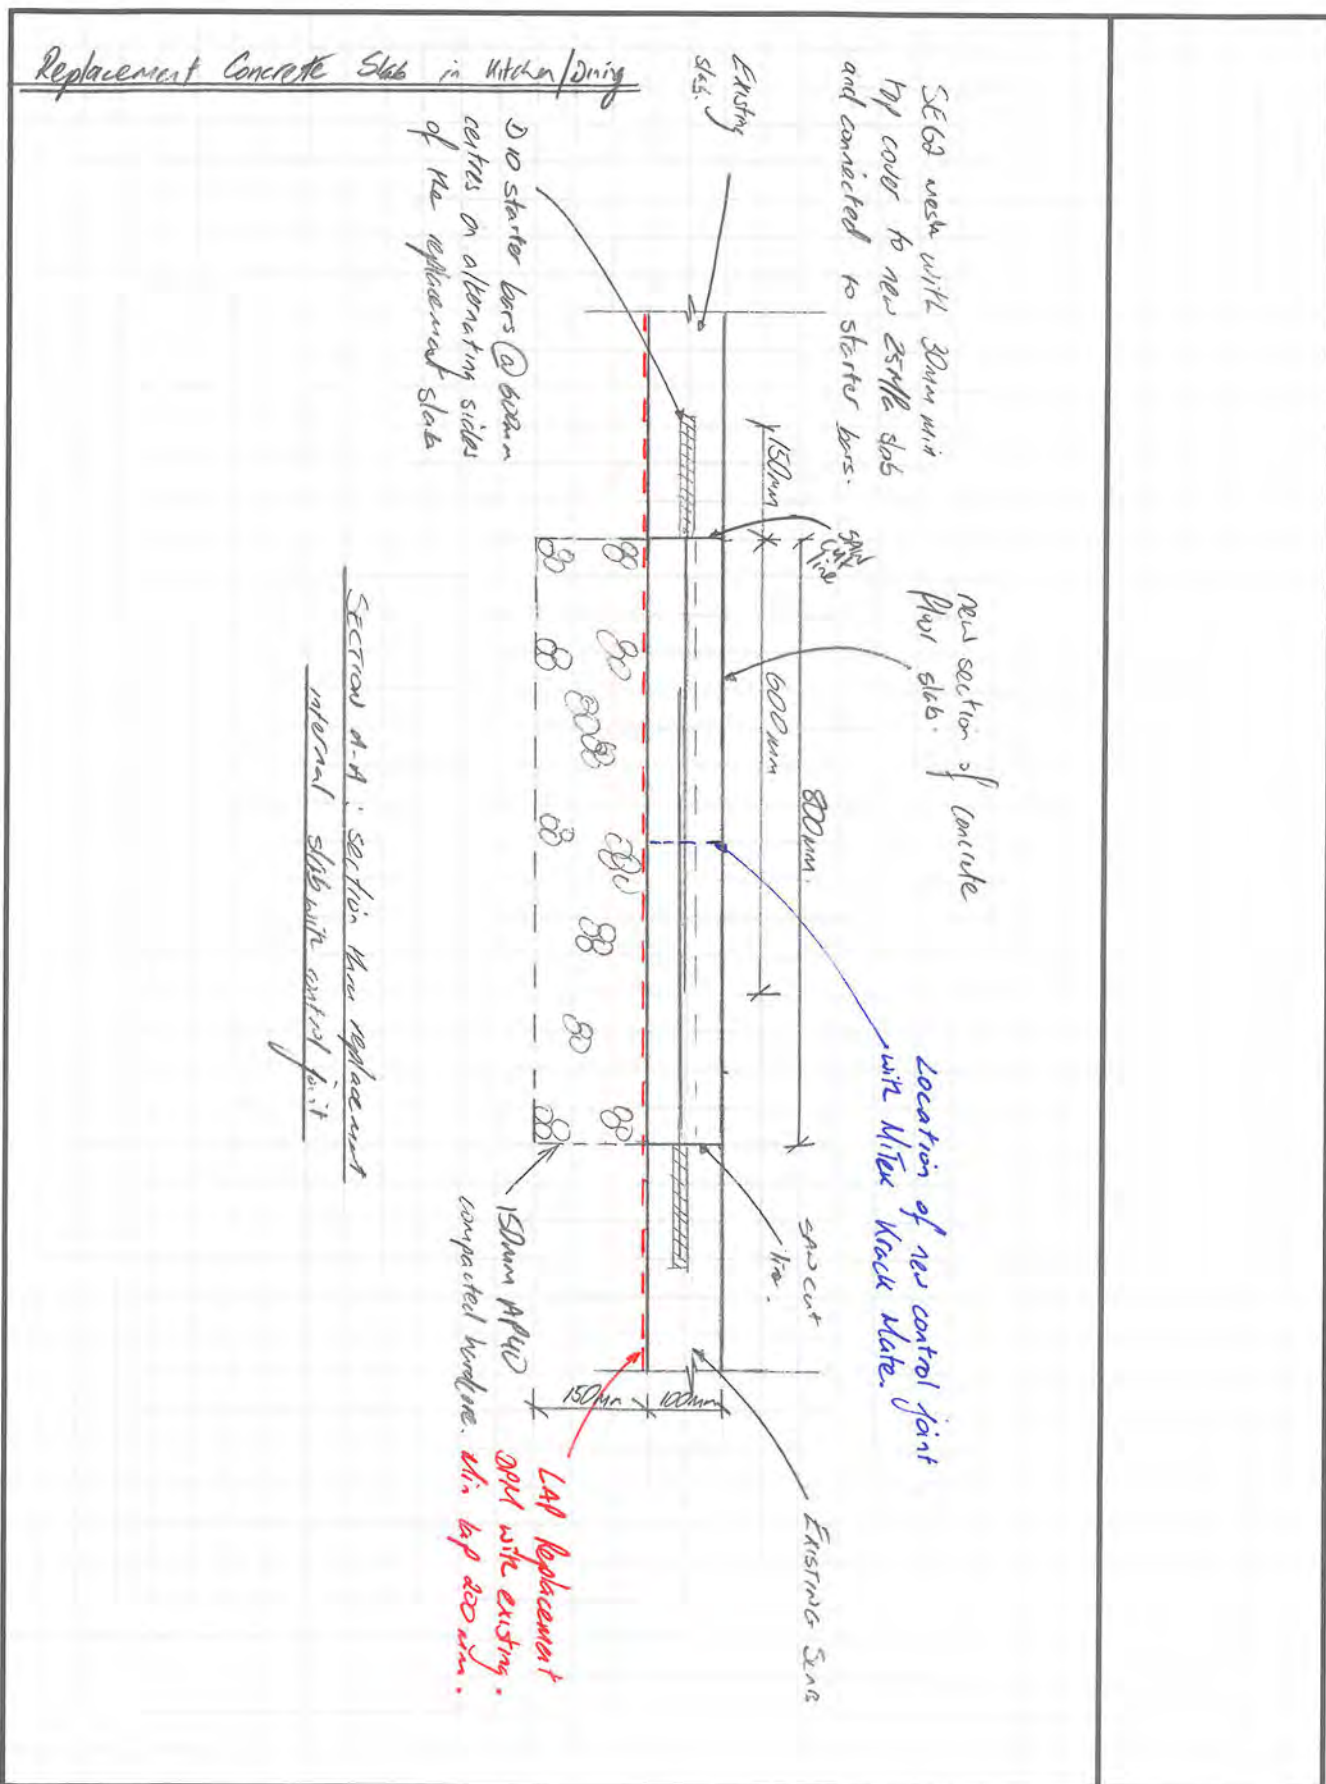 Replacement Concrete Slab in Kitchen/Dining
SE62 mesh with 30mm min
top cover to new 25MPa slab
and connected to starter bars.
Existing
slab.
new section of concrete
floor slab.
Location of new control joint
with MiTek Krack Mate.
800mm.
600mm.
150mm
SAW
Cut
line
SAW CUT
line.
EXISTING SLAB
100mm
150mm
D10 starter bars @ 600mm
centres on alternating sides
of the replacement slab
150mm AP40
compacted hardcore.
LAP Replacement
DPM with existing.
Min lap 200mm.
SECTION A-A : section thru replacement
internal slab with control joint